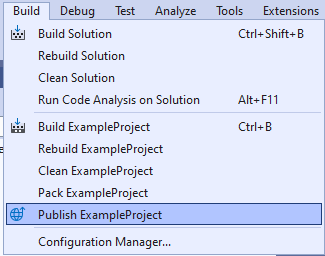 Build Debug Test Analyze Tools Extensions
Build Solution Ctrl+Shift+B
Rebuild Solution
Clean Solution
Run Code Analysis on Solution Alt+F11
Build ExampleProject Ctrl+B
Rebuild ExampleProject
Clean ExampleProject
Pack ExampleProject
Publish ExampleProject
Configuration Manager...